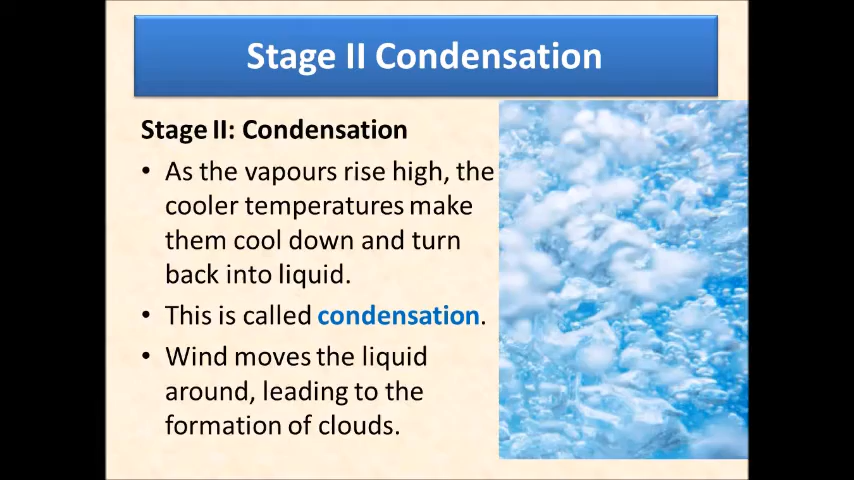 Stage II Condensation
Stage II: Condensation
• As the vapours rise high, the
cooler temperatures make
them cool down and turn
back into liquid.
• This is called condensation.
• Wind moves the liquid
around, leading to the
formation of clouds.